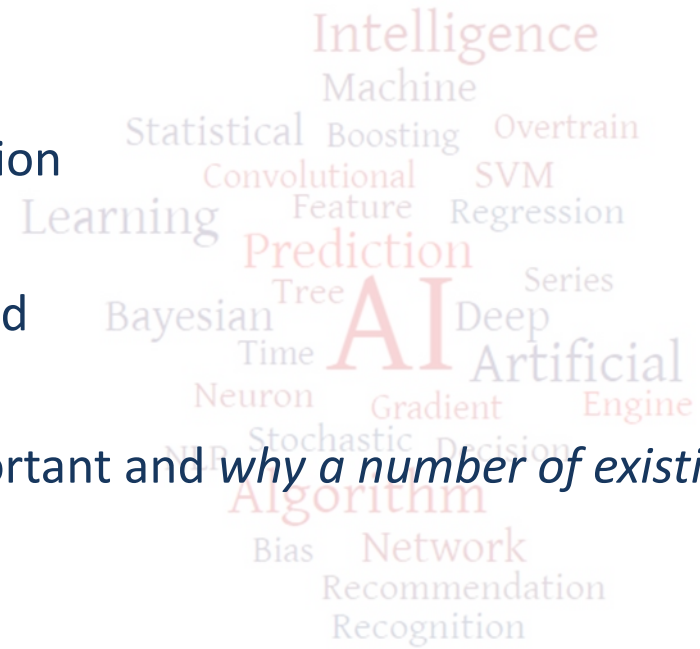 Intelligence
Machine
Statistical Boosting Overtrain
ion
Convolutional SVM
Learning Feature Regression
Prediction
Tree Series
d Bayesian AI Deep
Time Artificial
Neuron Gradient Engine
Stochastic Decision
NLP
ortant and why a number of existi
Algorithm
Bias Network
Recommendation
Recognition